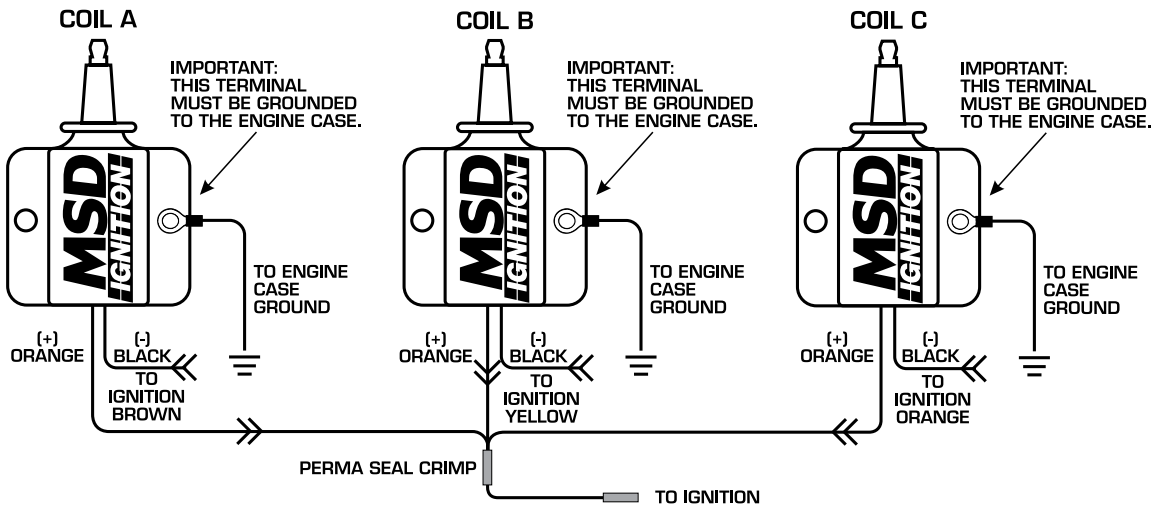 COIL A
IMPORTANT:
THIS TERMINAL
MUST BE GROUNDED
TO THE ENGINE CASE.
MSD
IGNITION
TO ENGINE
CASE
GROUND
(+)
ORANGE
(-)
BLACK
TO
IGNITION
BROWN
COIL B
IMPORTANT:
THIS TERMINAL
MUST BE GROUNDED
TO THE ENGINE CASE.
MSD
IGNITION
TO ENGINE
CASE
GROUND
(+)
ORANGE
(-)
BLACK
TO
IGNITION
YELLOW
COIL C
IMPORTANT:
THIS TERMINAL
MUST BE GROUNDED
TO THE ENGINE CASE.
MSD
IGNITION
TO ENGINE
CASE
GROUND
(+)
ORANGE
(-)
BLACK
TO
IGNITION
ORANGE
PERMA SEAL CRIMP
TO IGNITION